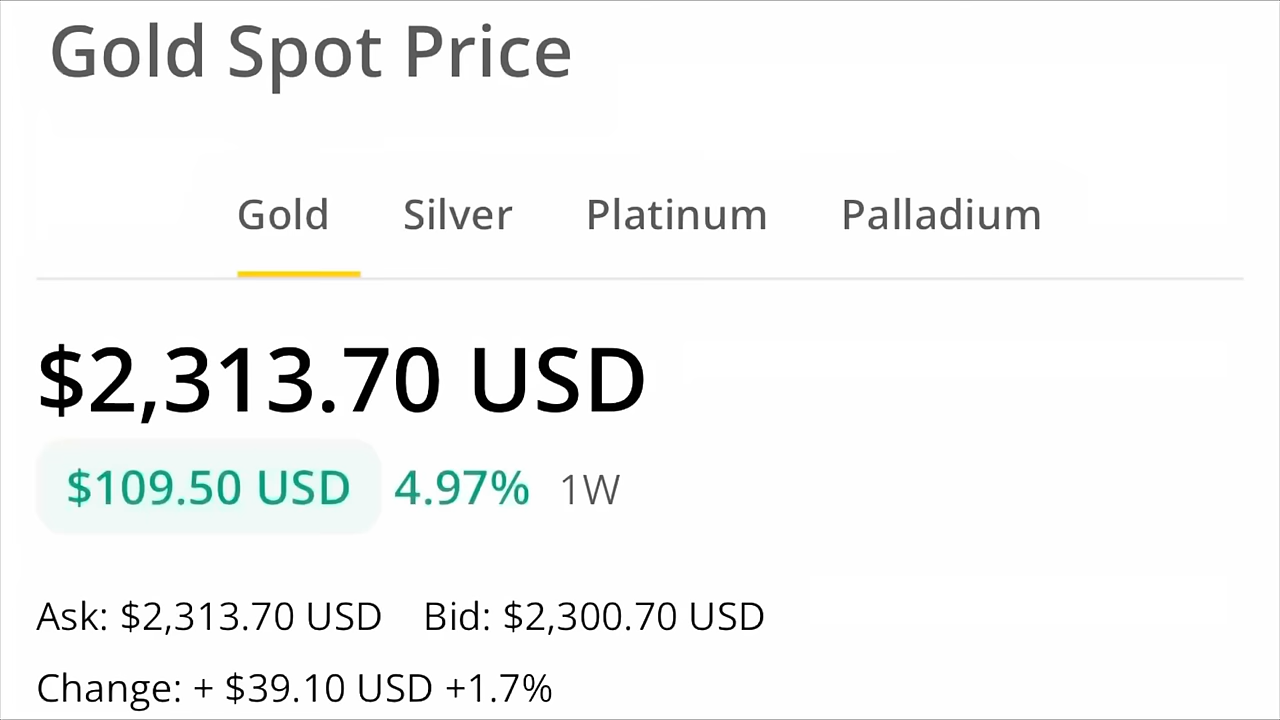 Gold Spot Price
Gold Silver Platinum Palladium
$2,313.70 USD
$109.50 USD 4.97% 1W
Ask: $2,313.70 USD Bid: $2,300.70 USD
Change: + $39.10 USD +1.7%